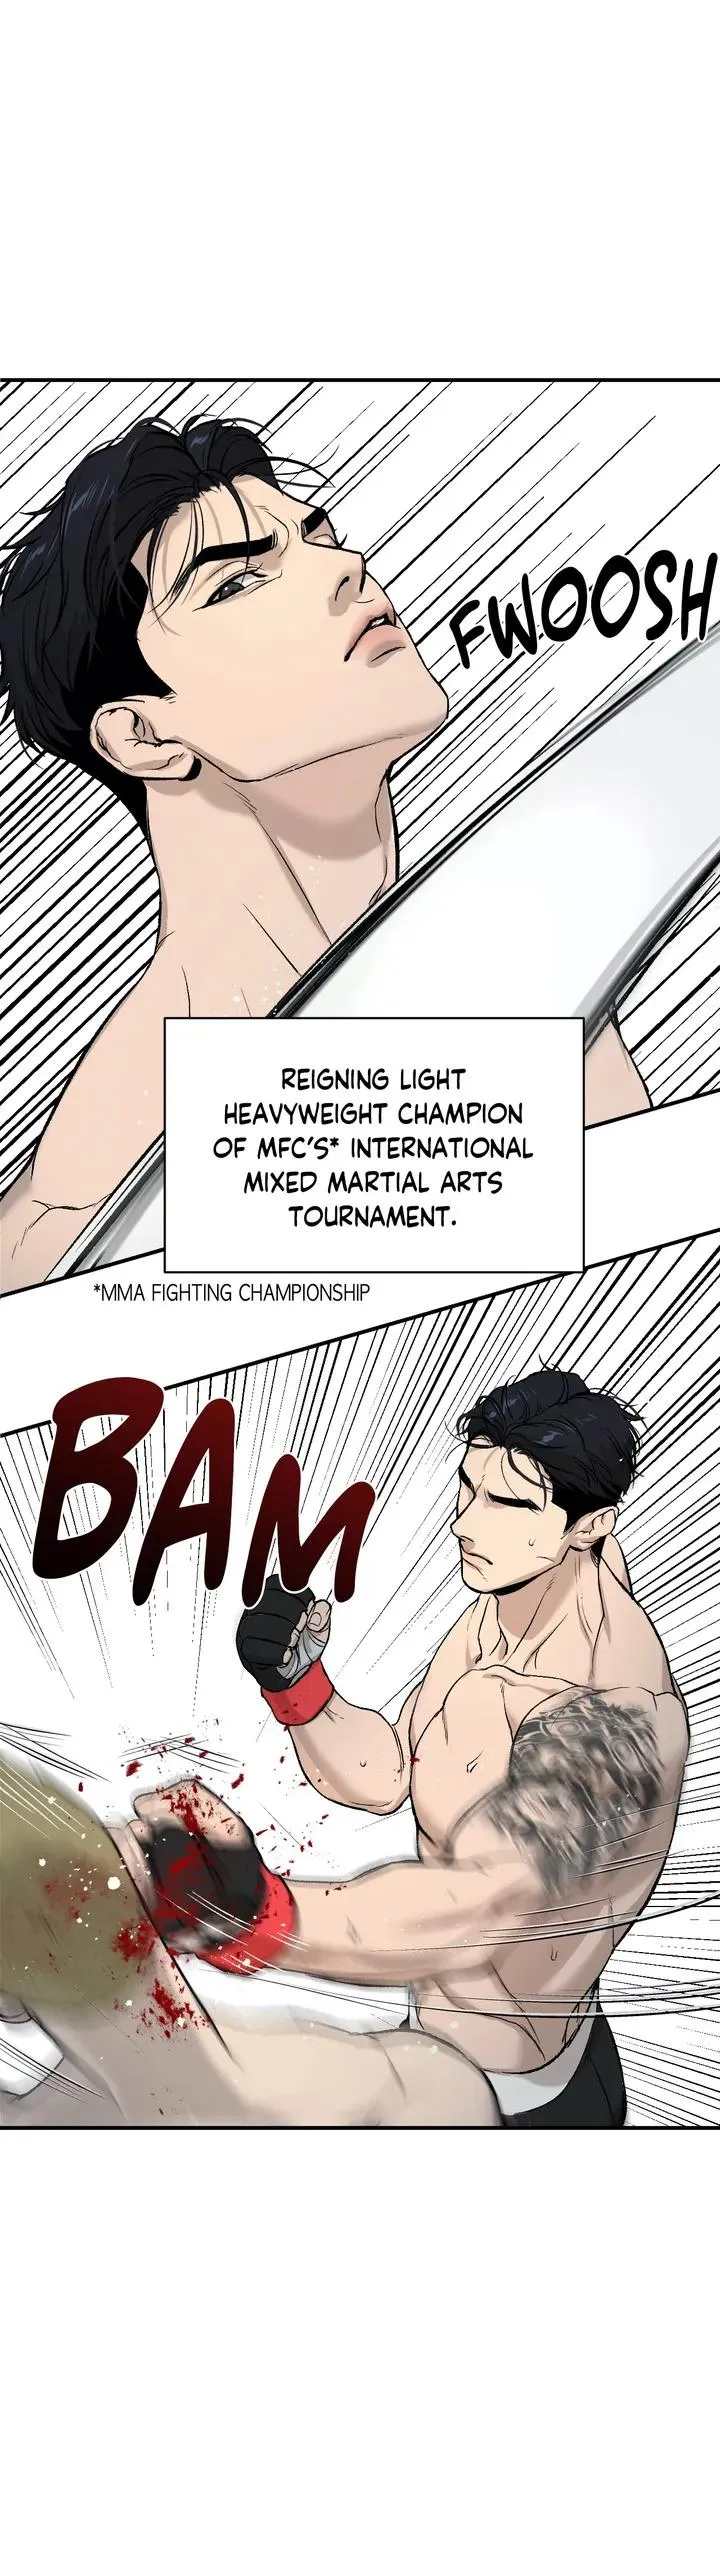 FWOOSH
REIGNING LIGHT
HEAVYWEIGHT CHAMPION
OF MFC'S* INTERNATIONAL
MIXED MARTIAL ARTS
TOURNAMENT.
*MMA FIGHTING CHAMPIONSHIP
BAM